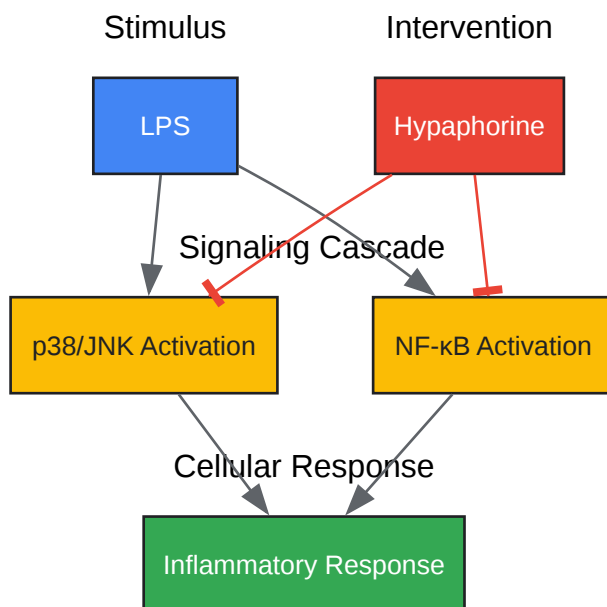 Stimulus
Intervention
LPS
Hypaphorine
Signaling Cascade
p38/JNK Activation
NF-κB Activation
Cellular Response
Inflammatory Response